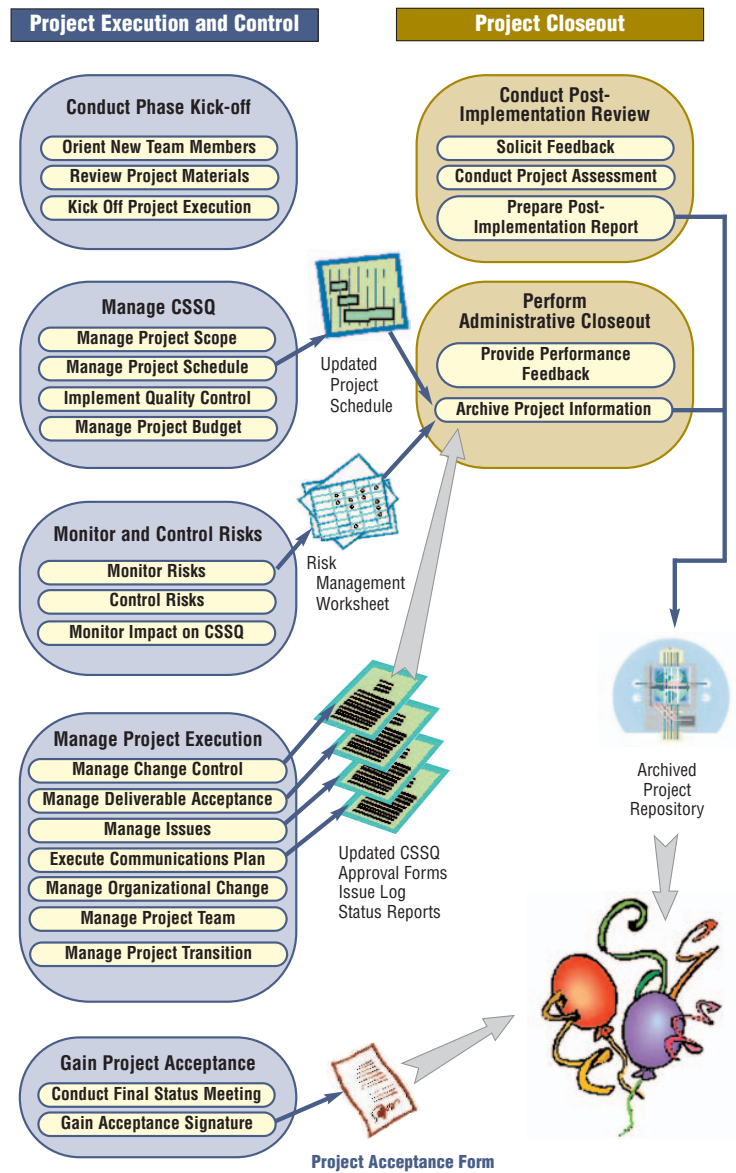 Project Execution and Control
Project Closeout
Conduct Phase Kick-off
Orient New Team Members
Review Project Materials
Kick Off Project Execution
Conduct Post-
Implementation Review
Solicit Feedback
Conduct Project Assessment
Prepare Post-
Implementation Report
Manage CSSQ
Manage Project Scope
Manage Project Schedule
Implement Quality Control
Manage Project Budget
Updated
Project
Schedule
Perform
Administrative Closeout
Provide Performance
Feedback
Archive Project Information
Monitor and Control Risks
Monitor Risks
Control Risks
Monitor Impact on CSSQ
Risk
Management
Worksheet
Manage Project Execution
Manage Change Control
Manage Deliverable Acceptance
Manage Issues
Execute Communications Plan
Manage Organizational Change
Manage Project Team
Manage Project Transition
Updated CSSQ
Approval Forms
Issue Log
Status Reports
Archived
Project
Repository
Gain Project Acceptance
Conduct Final Status Meeting
Gain Acceptance Signature
Project Acceptance Form